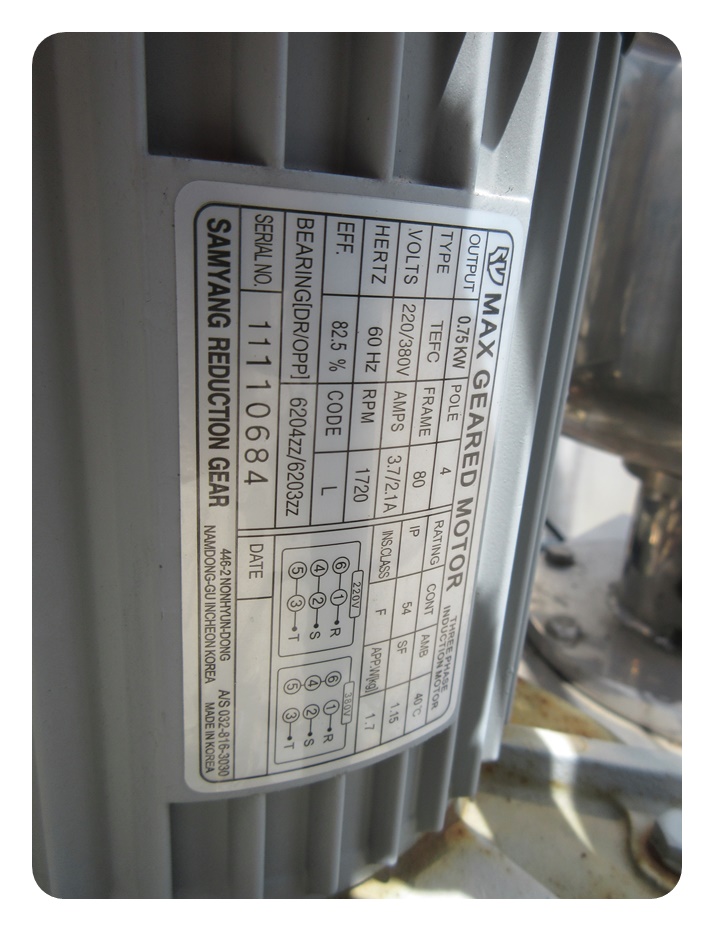 MAX GEARED MOTOR THREE PHASE INDUCTION MOTOR
OUTPUT 0.75 KW POLE 4 RATING CONT AMB 40℃
TYPE TEFC FRAME 80 IP 54 SF 1.15
VOLTS 220/380V AMPS 3.7/2.1A INS.CLASS F APP.W[kg] 1.7
HERTZ 60 Hz RPM 1720
EFF. 82.5 % CODE L
BEARING[DR/OPP] 6204zz/6203zz
SERIAL NO. 11110684 DATE
220V
⑥ ① R
④ ② S
⑤ ③ T
380V
⑥ ① R
④ ② S
⑤ ③ T
SAMYANG REDUCTION GEAR
446-2 NONHYUN-DONG A/S 032-816-3030
NAMDONG-GU INCHEON KOREA MADE IN KOREA